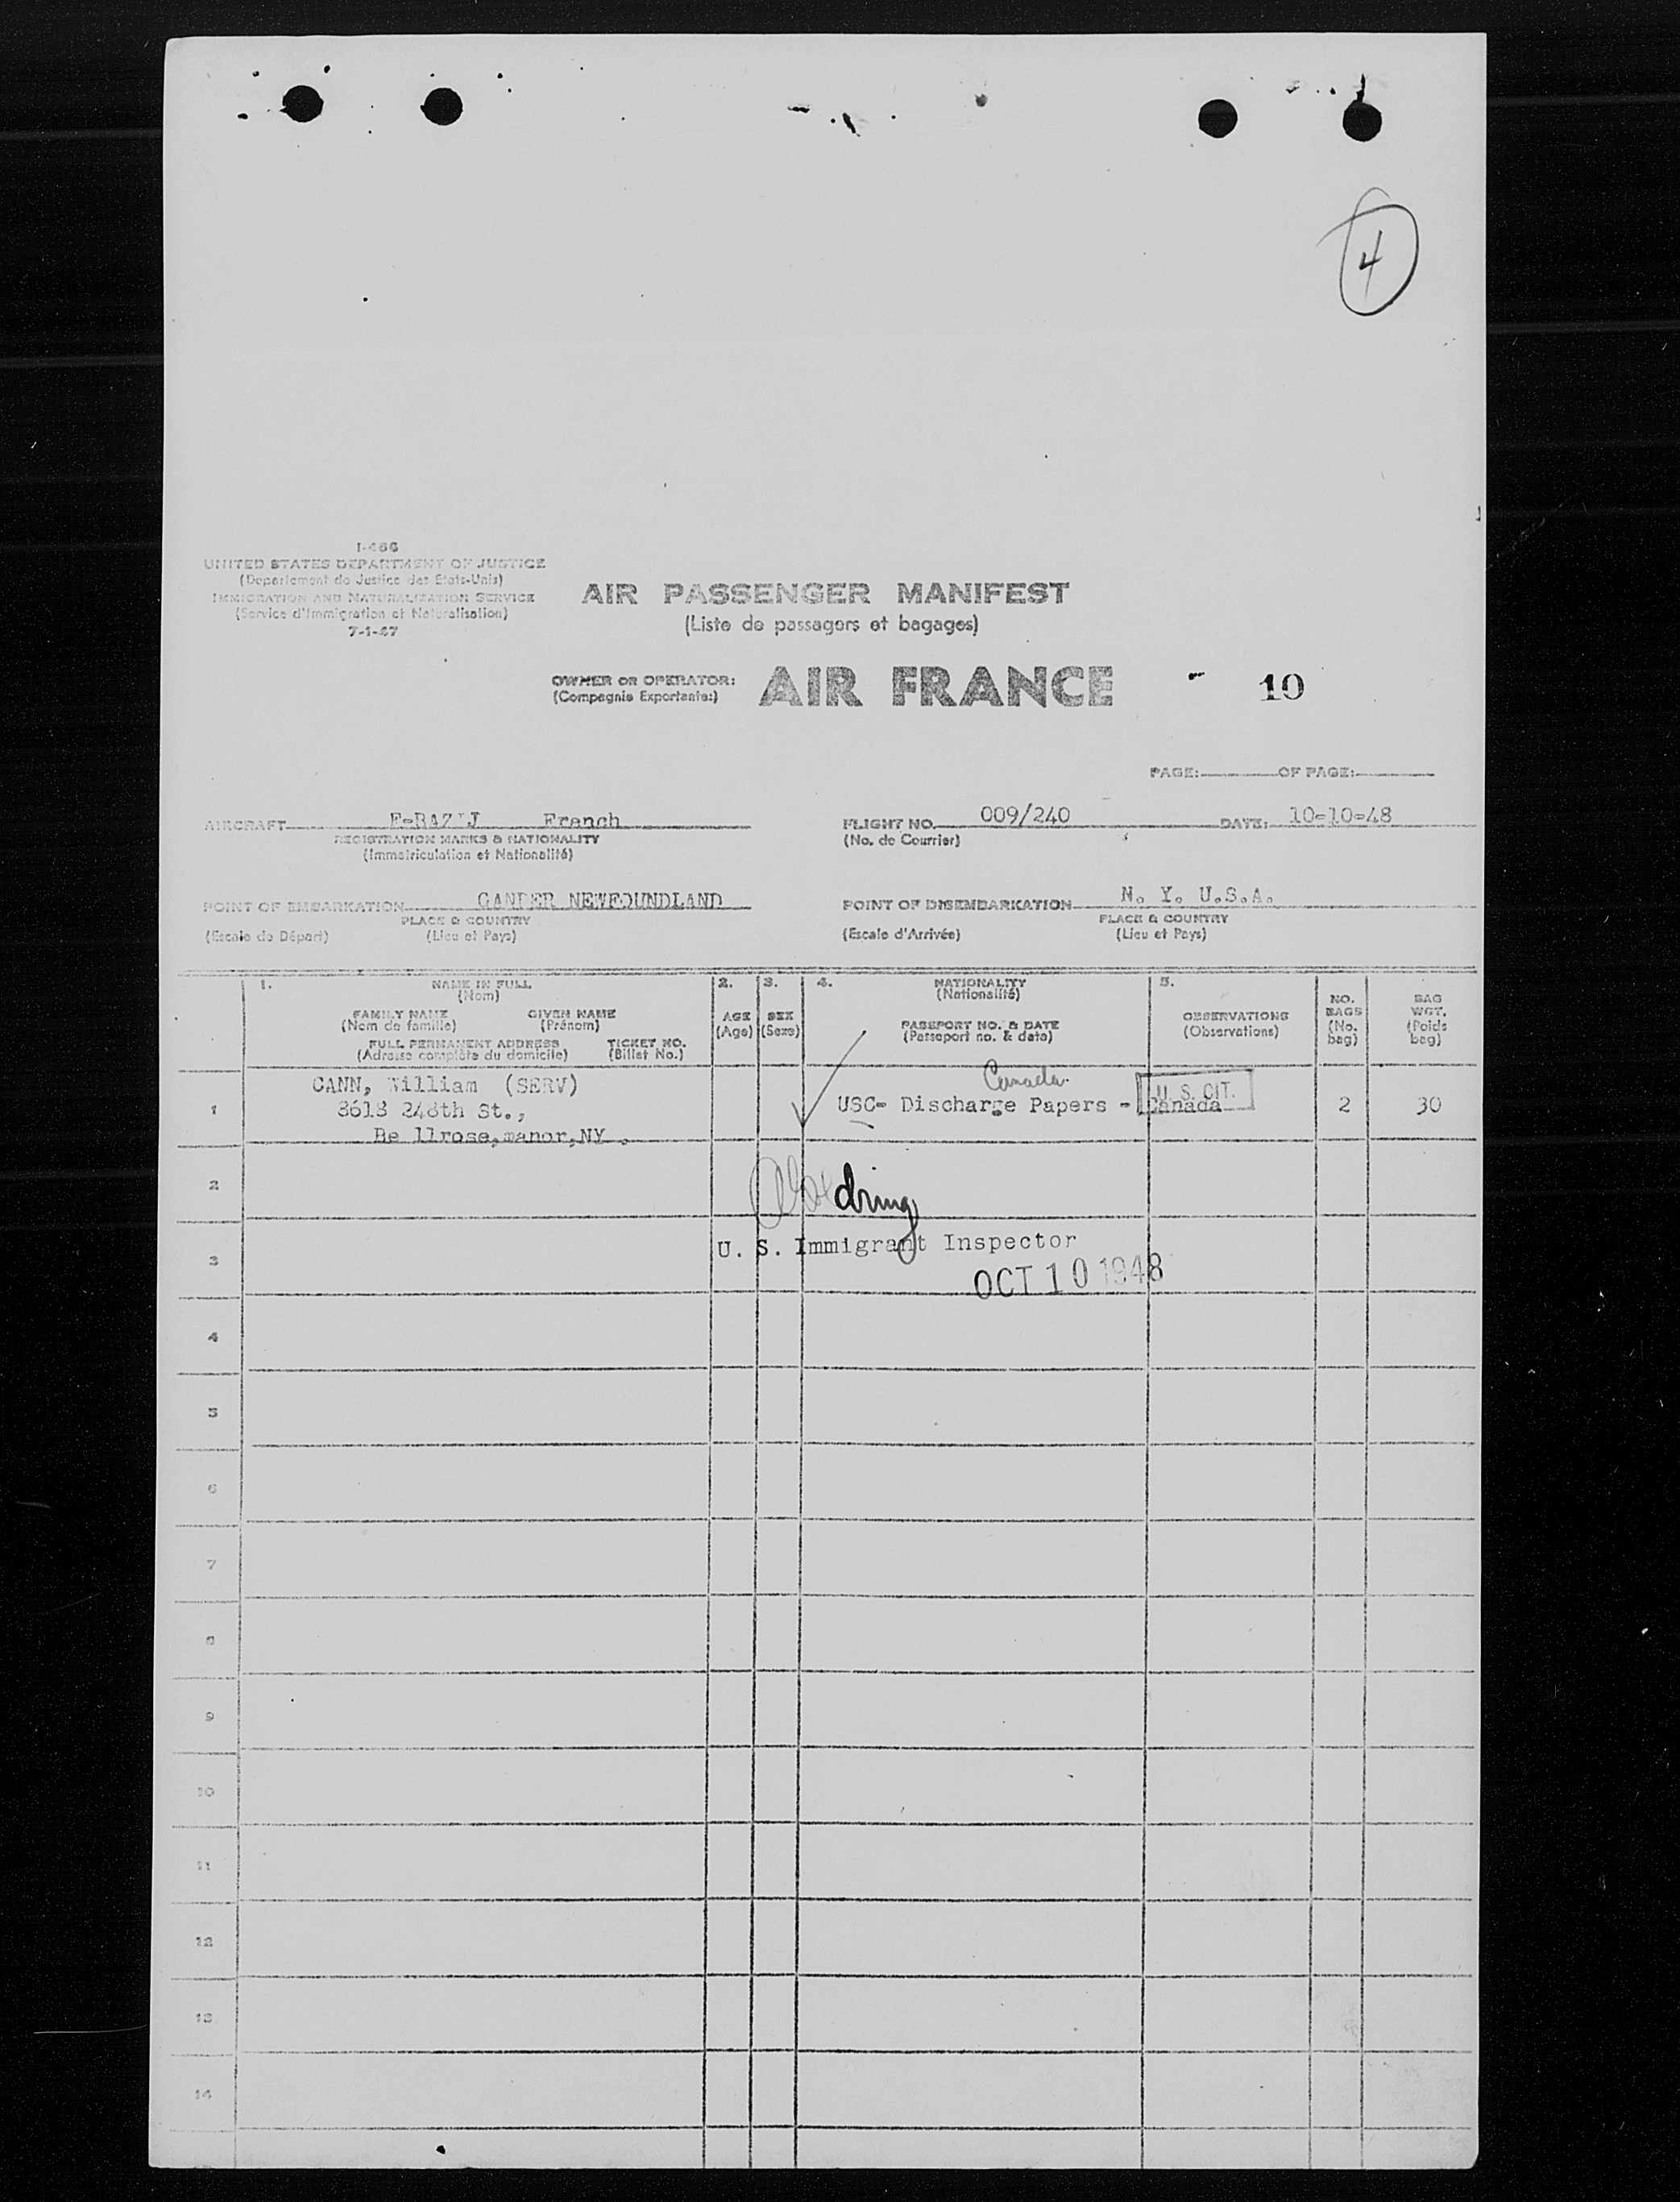 4
I-466
UNITED STATES DEPARTMENT OF JUSTICE
(Departement de Justice des Etats-Unis)
IMMIGRATION AND NATURALIZATION SERVICE
(Service d'Immigration et Naturalisation)
7-1-47
AIR PASSENGER MANIFEST
(Liste de passagers et bagages)
OWNER OR OPERATOR: AIR FRANCE - 10
(Compagnie Exportante:)
PAGE: OF PAGE:
AIRCRAFT F-BAZ J French
REGISTRATION MARKS & NATIONALITY
(Immatriculation et Nationalité)
FLIGHT NO. 009/240 DATE: 10-10-48
(No. de Courrier)
POINT OF EMBARKATION GANDER NEWFOUNDLAND
PLACE & COUNTRY
(Escale de Départ) (Lieu et Pays)
POINT OF DISEMBARKATION N. Y. U.S.A.
PLACE & COUNTRY
(Escale d'Arrivée) (Lieu et Pays)
1. NAME IN FULL
(Nom)
FAMILY NAME GIVEN NAME
(Nom de famille) (Prénom)
FULL PERMANENT ADDRESS TICKET NO.
(Adresse complète du domicile) (Billet No.)
2. AGE
(Age)
3. SEX
(Sexe)
4. NATIONALITY
(Nationalité)
PASSPORT NO. & DATE
(Passeport no. & date)
5. OBSERVATIONS
(Observations)
NO.
BAGS
(No.
bag)
BAG
WGT.
(Poids
bag)
1 CANN, William (SERV)
8618 248th St.,
Be llrose,manor,NY .
Canada
USC- Discharge Papers - Canada
U. S. CIT.
2 30
2
3
U. S. Immigrant Inspector
OCT 10 1948
4
5
6
7
8
9
10
11
12
13
14